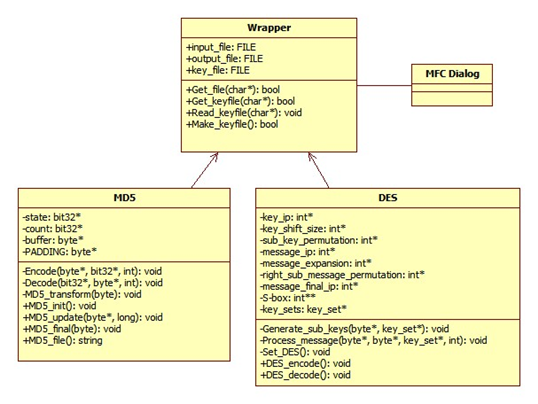 Wrapper
+input_file: FILE
+output_file: FILE
+key_file: FILE
+Get_file(char*): bool
+Get_keyfile(char*): bool
+Read_keyfile(char*): void
+Make_keyfile(): bool
MFC Dialog
MD5
-state: bit32*
-count: bit32*
-buffer: byte*
-PADDING: byte*
-Encode(byte*, bit32*, int): void
-Decode(bit32*, byte*, int): void
-MD5_transform(byte): void
+MD5_init(): void
+MD5_update(byte*, long): void
+MD5_final(byte): void
+MD5_file(): string
DES
-key_ip: int*
-key_shift_size: int*
-sub_key_permutation: int*
-message_ip: int*
-message_expansion: int*
-right_sub_message_permutation: int*
-message_final_ip: int*
-S-box: int**
-key_sets: key_set*
-Generate_sub_keys(byte*, key_set*): void
-Process_message(byte*, byte*, key_set*, int): void
-Set_DES(): void
+DES_encode(): void
+DES_decode(): void